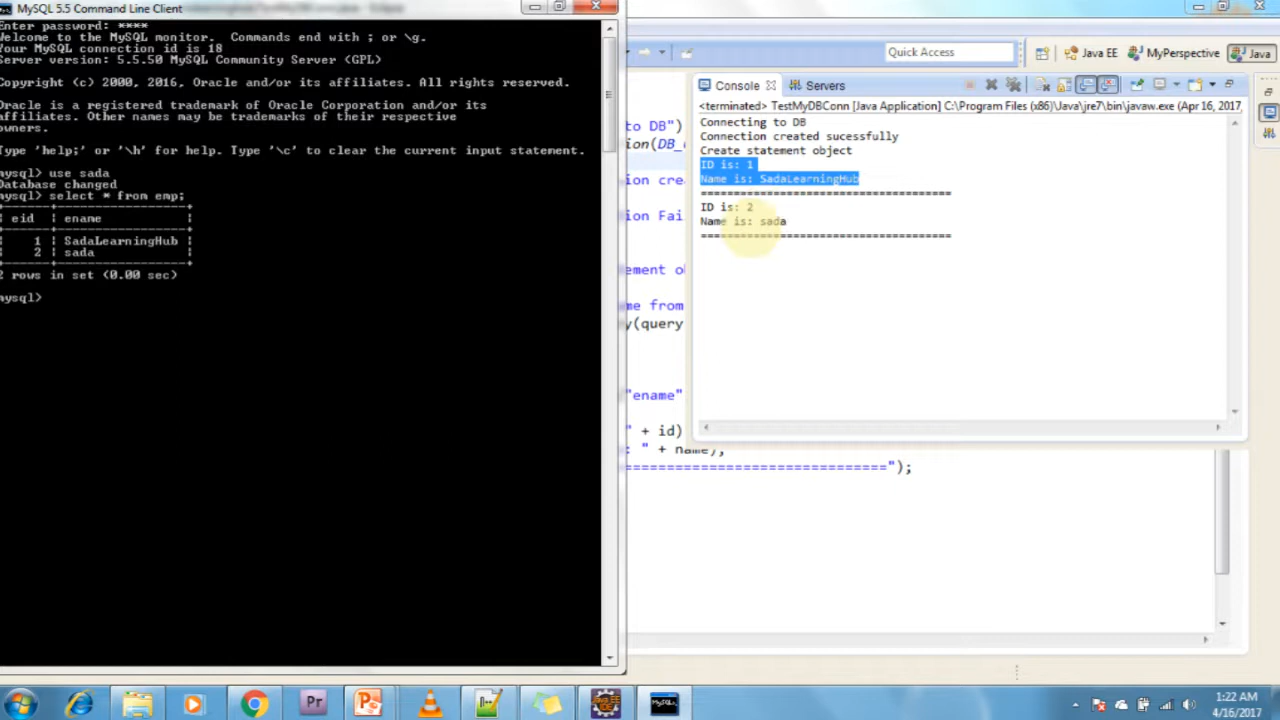 MySQL 5.5 Command Line Client
Enter password: ****
Welcome to the MySQL monitor.  Commands end with ; or \g.
Your MySQL connection id is 18
Server version: 5.5.50 MySQL Community Server (GPL)
Copyright (c) 2000, 2016, Oracle and/or its affiliates. All rights reserved.
Oracle is a registered trademark of Oracle Corporation and/or its
affiliates. Other names may be trademarks of their respective
owners.
Type 'help;' or '\h' for help. Type '\c' to clear the current input statement.
mysql> use sada
Database changed
mysql> select * from emp;
+-----+----------------+
| eid | ename |
+-----+----------------+
| 1 | SadaLearningHub |
| 2 | sada |
+-----+----------------+
2 rows in set (0.00 sec)
mysql>
Quick Access
Java EE
MyPerspective
Java
Console
Servers
<terminated> TestMyDBConn [Java Application] C:\Program Files (x86)\Java\jre7\bin\javaw.exe (Apr 16, 2017,
Connecting to DB
Connection created sucessfully
Create statement object
ID is: 1
Name is: SadaLearningHub
=====================================
ID is: 2
Name is: sada
=====================================
to DB")
ion(DB_
ion cre
ion Fai
ement o
me from
y(query
"ename"
" + id)
: " + name);
=============================");
Pr
MySQL
1:22 AM
4/16/2017